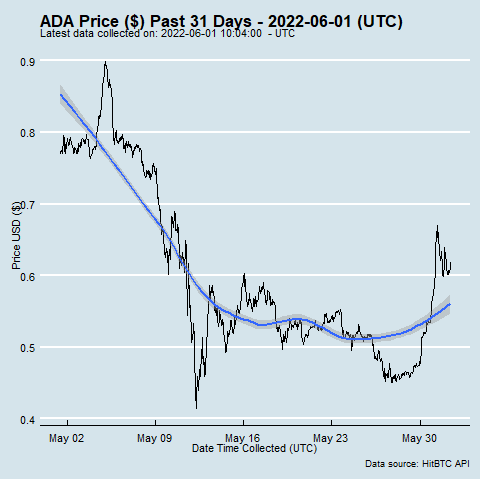 ADA Price ($) Past 31 Days - 2022-06-01 (UTC)
Latest data collected on: 2022-06-01 10:04:00 - UTC
0.9
0.8
0.7
0.6
0.5
0.4
Price USD ($)
May 02 May 09 May 16 May 23 May 30
Date Time Collected (UTC)
Data source: HitBTC API